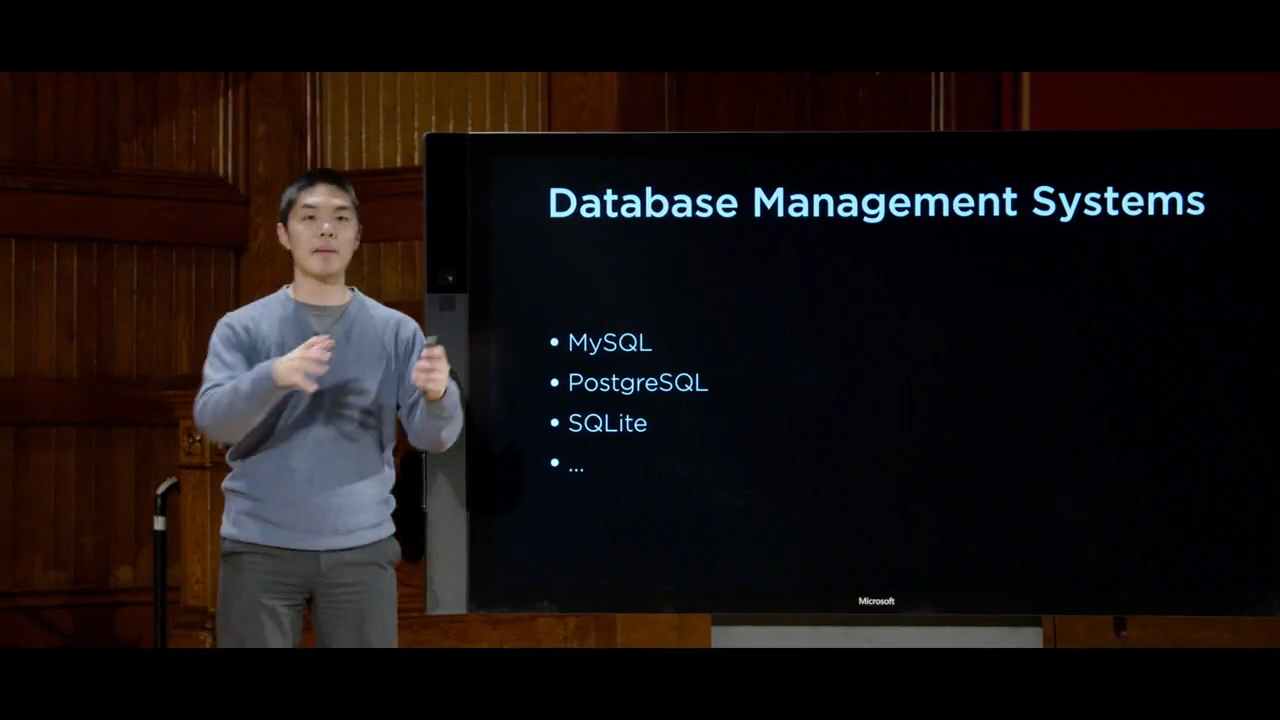 Database Management Systems
• MySQL
• PostgreSQL
• SQLite
• ...
Microsoft